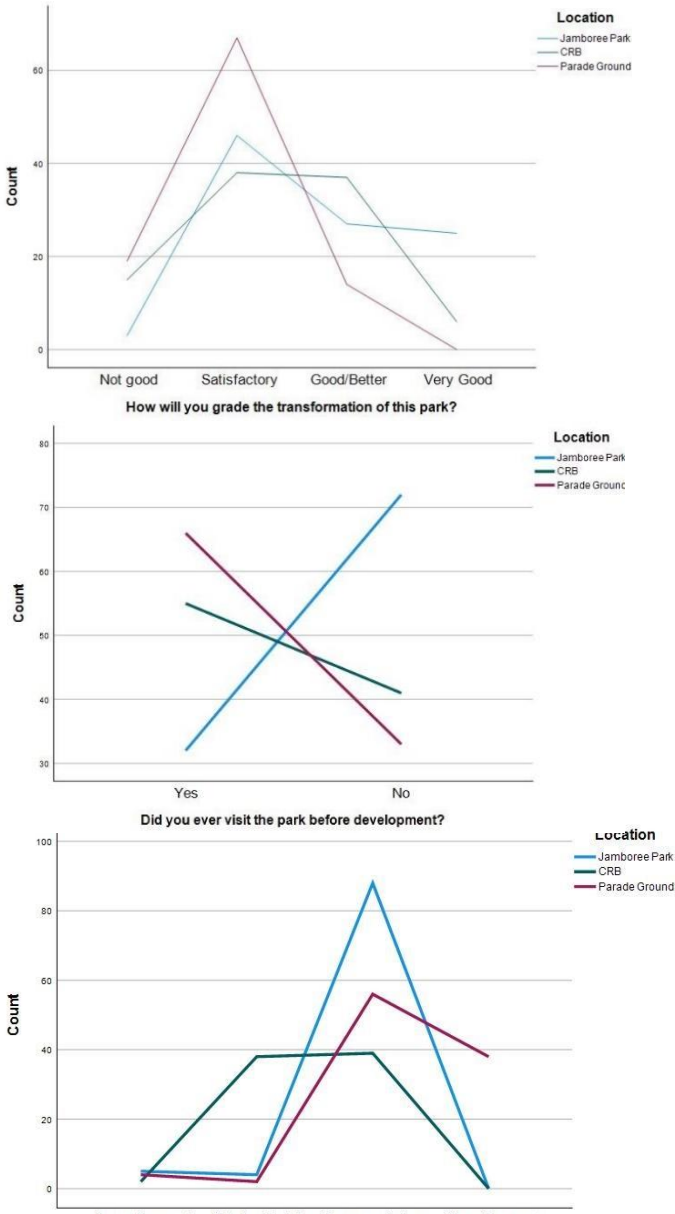 Location
Jamboree Park
CRB
Parade Ground
60
40
20
0
Count
Not good Satisfactory Good/Better Very Good
How will you grade the transformation of this park?
Location
Jamboree Park
CRB
Parade Ground
80
70
60
50
40
30
Count
Yes No
Did you ever visit the park before development?
Location
Jamboree Park
CRB
Parade Ground
100
80
60
40
20
0
Count